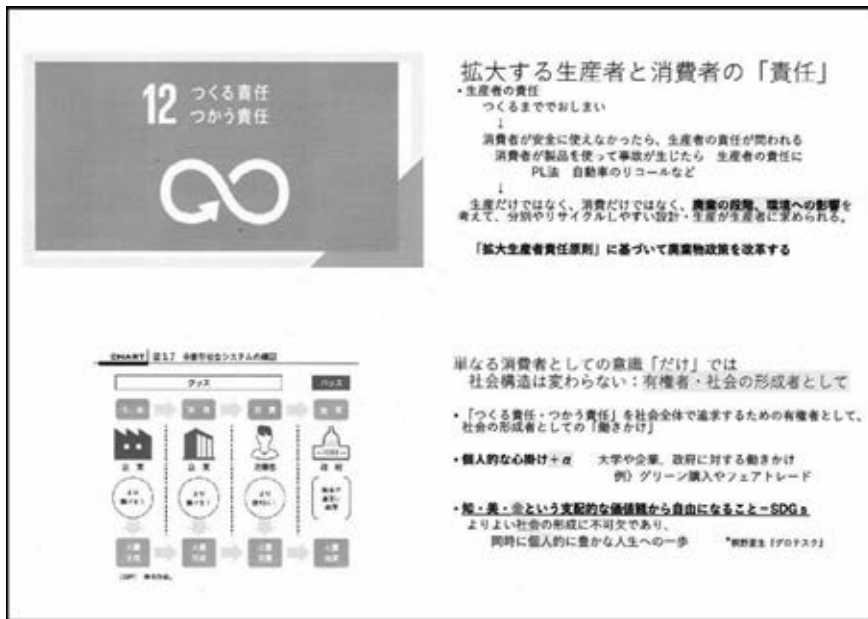 12 つくる責任
つかう責任
拡大する生産者と消費者の「責任」
・生産者の責任
つくるまででおしまい
↓
消費者が安全に使えなかったら、生産者の責任が問われる
消費者が製品を使って事故が生じたら 生産者の責任に
PL法 自動車のリコールなど
↓
生産だけではなく、消費だけではなく、廃棄の段階、環境への影響を
考えて、分別やリサイクルしやすい設計・生産が生産者に求められる。
「拡大生産者責任原則」に基づいて廃棄物政策を改革する
CHART 図1.7
グッズ バッズ
企業 企業 消費者 政府
単なる消費者としての意識「だけ」では
社会構造は変わらない：有権者・社会の形成者として
・「つくる責任・つかう責任」を社会全体で追求するための有権者として、
社会の形成者としての「働きかけ」
・個人的な心掛け＋α 大学や企業、政府に対する働きかけ
例）グリーン購入やフェアトレード
・知・美・金という支配的な価値観から自由になること＝SDGs
よりよい社会の形成に不可欠であり、
同時に個人的に豊かな人生への一歩 *桐野夏生『グロテスク』